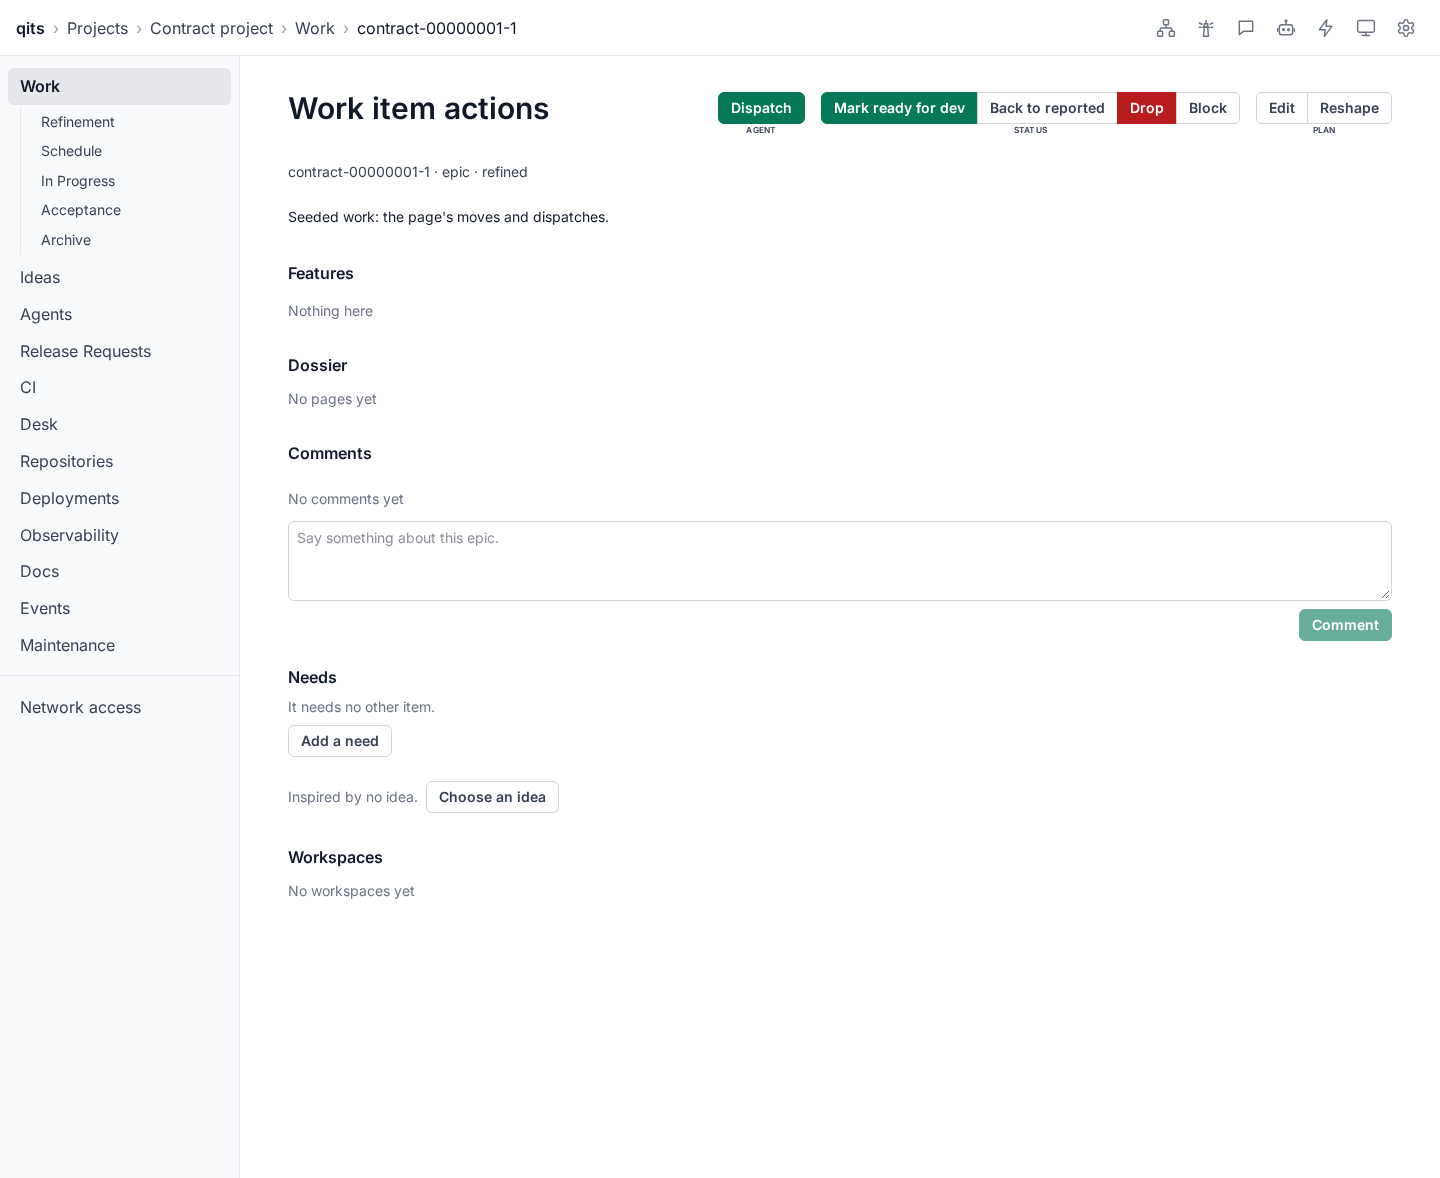 qits › Projects › Contract project › Work › contract-00000001-1
Work
Refinement
Schedule
In Progress
Acceptance
Archive
Ideas
Agents
Release Requests
CI
Desk
Repositories
Deployments
Observability
Docs
Events
Maintenance
Network access
Work item actions
Dispatch
AGENT
Mark ready for dev Back to reported Drop Block
STATUS
Edit Reshape
PLAN
contract-00000001-1 · epic · refined
Seeded work: the page's moves and dispatches.
Features
Nothing here
Dossier
No pages yet
Comments
No comments yet
Say something about this epic.
Comment
Needs
It needs no other item.
Add a need
Inspired by no idea. Choose an idea
Workspaces
No workspaces yet